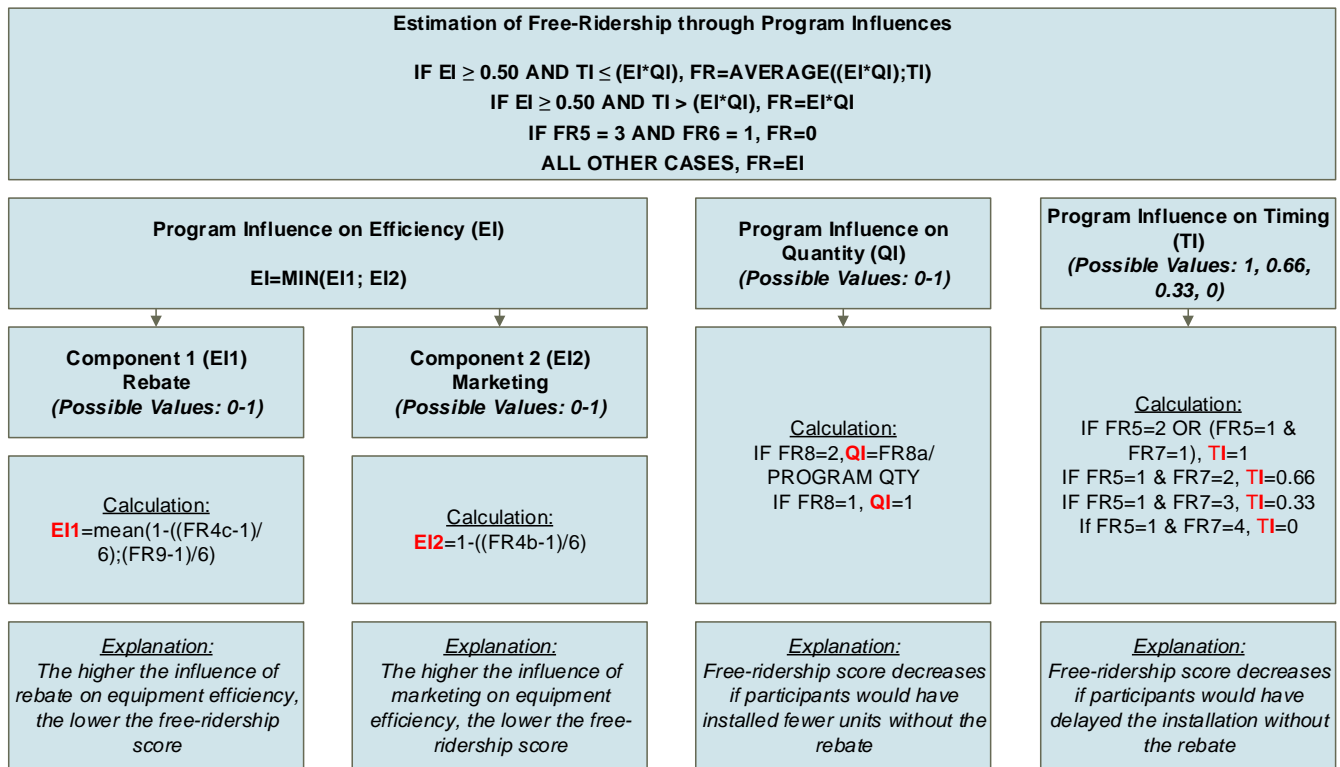 Estimation of Free-Ridership through Program Influences
IF EI ≥ 0.50 AND TI ≤ (EI*QI), FR=AVERAGE((EI*QI);TI)
IF EI ≥ 0.50 AND TI > (EI*QI), FR=EI*QI
IF FR5 = 3 AND FR6 = 1, FR=0
ALL OTHER CASES, FR=EI
Program Influence on Efficiency (EI)
EI=MIN(EI1; EI2)
Program Influence on
Quantity (QI)
(Possible Values: 0-1)
Program Influence on Timing
(TI)
(Possible Values: 1, 0.66,
0.33, 0)
Component 1 (EI1)
Rebate
(Possible Values: 0-1)
Component 2 (EI2)
Marketing
(Possible Values: 0-1)
Calculation:
EI1=mean(1-((FR4c-1)/
6);(FR9-1)/6)
Calculation:
EI2=1-((FR4b-1)/6)
Calculation:
IF FR8=2,QI=FR8a/
PROGRAM QTY
IF FR8=1, QI=1
Calculation:
IF FR5=2 OR (FR5=1 &
FR7=1), TI=1
IF FR5=1 & FR7=2, TI=0.66
IF FR5=1 & FR7=3, TI=0.33
If FR5=1 & FR7=4, TI=0
Explanation:
The higher the influence of
rebate on equipment efficiency,
the lower the free-ridership
score
Explanation:
The higher the influence of
marketing on equipment
efficiency, the lower the free-
ridership score
Explanation:
Free-ridership score decreases
if participants would have
installed fewer units without the
rebate
Explanation:
Free-ridership score decreases
if participants would have
delayed the installation without
the rebate